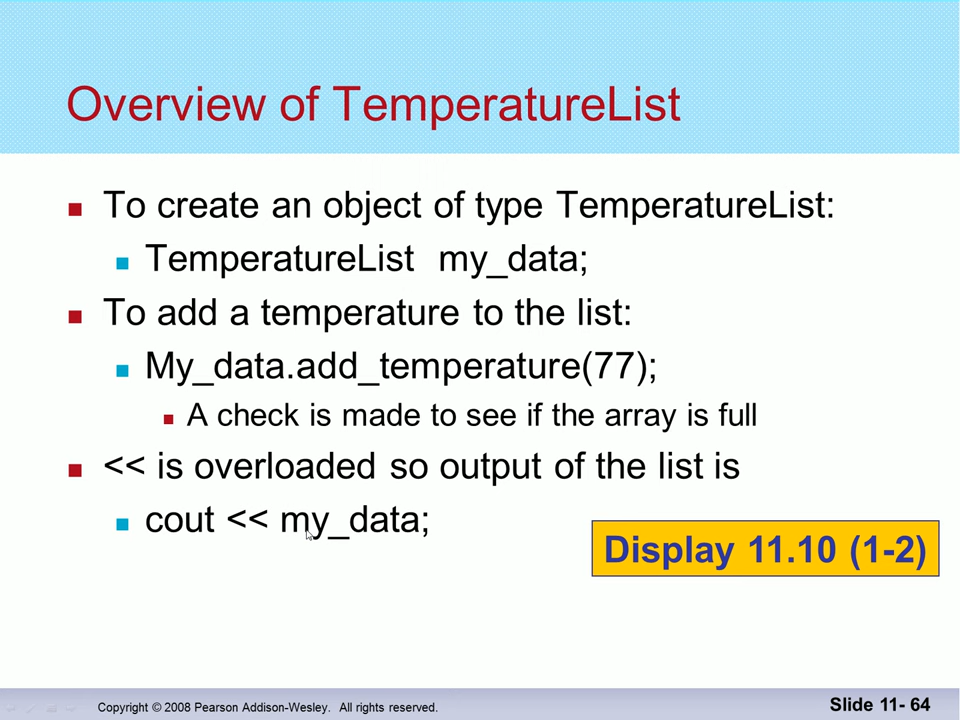 Overview of TemperatureList
To create an object of type TemperatureList:
TemperatureList my_data;
To add a temperature to the list:
My_data.add_temperature(77);
A check is made to see if the array is full
<< is overloaded so output of the list is
cout << my_data;
Display 11.10 (1-2)
Copyright © 2008 Pearson Addison-Wesley. All rights reserved.
Slide 11- 64